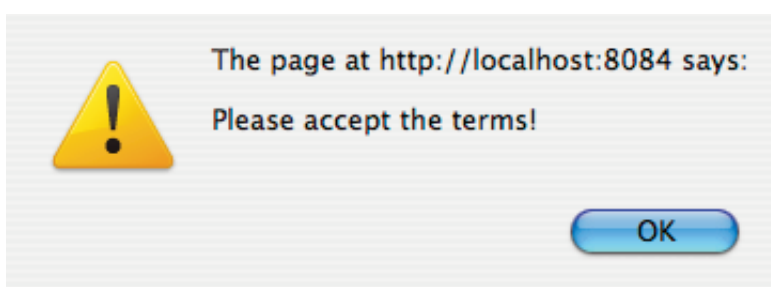 The page at http://localhost:8084 says:
Please accept the terms!
OK